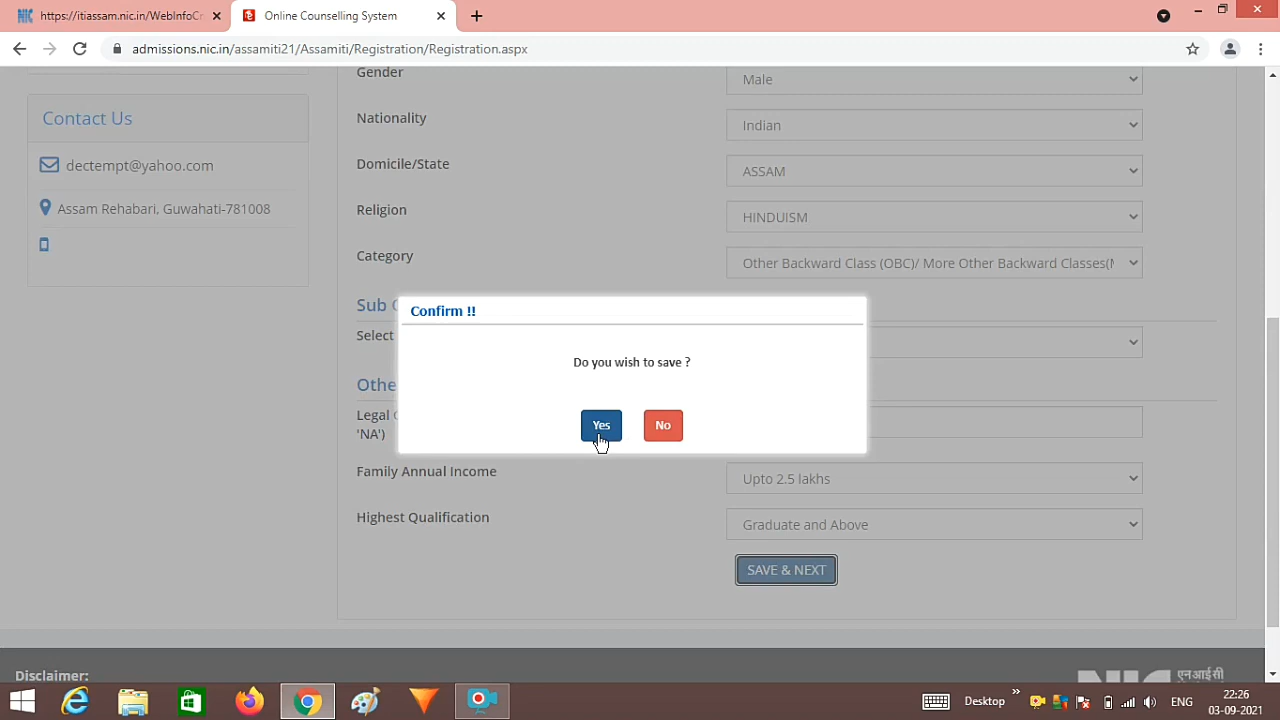 https://itiassam.nic.in/WebInfoCr
Online Counselling System
admissions.nic.in/assamiti21/Assamiti/Registration/Registration.aspx
Contact Us
dectempt@yahoo.com
Assam Rehabari, Guwahati-781008
Gender
Male
Nationality
Indian
Domicile/State
ASSAM
Religion
HINDUISM
Category
Other Backward Class (OBC)/ More Other Backward Classes(
Sub
Select
Othe
Legal
'NA')
Confirm !!
Do you wish to save ?
Yes
No
Family Annual Income
Upto 2.5 lakhs
Highest Qualification
Graduate and Above
SAVE & NEXT
Disclaimer:
NIC एनआईसी
Desktop
ENG
22:26
03-09-2021